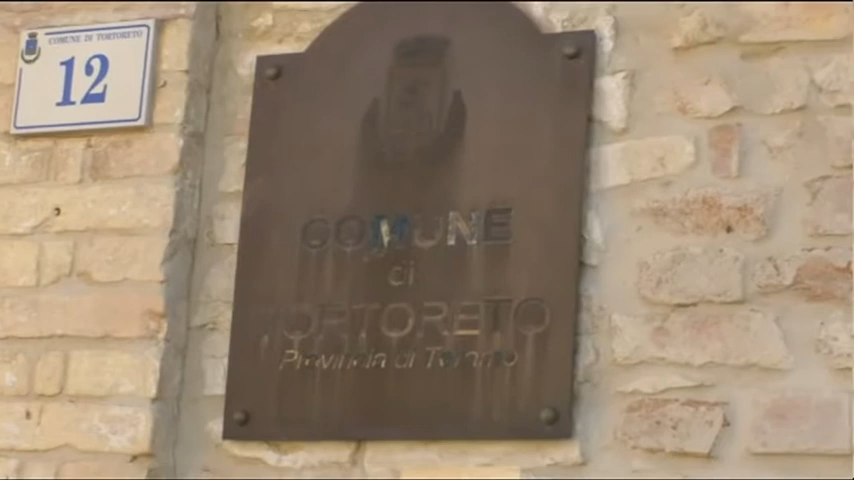 COMUNE DI TORTORETO
12
COMUNE
di
TORTORETO
Provincia di Teramo